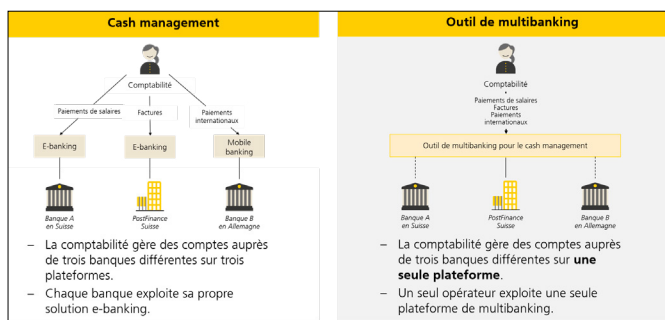 Cash management
Comptabilité
Paiements de salaires
Factures
Paiements
internationaux
E-banking
E-banking
Mobile
banking
Banque A
en Suisse
PostFinance
Suisse
Banque B
en Allemagne
– La comptabilité gère des comptes auprès
de trois banques différentes sur trois
plateformes.
– Chaque banque exploite sa propre
solution e-banking.
Outil de multibanking
Comptabilité
Paiements de salaires
Factures
Paiements
internationaux
Outil de multibanking pour le cash management
Banque A
en Suisse
PostFinance
Suisse
Banque B
en Allemagne
– La comptabilité gère des comptes auprès
de trois banques différentes sur une
seule plateforme.
– Un seul opérateur exploite une seule
plateforme de multibanking.